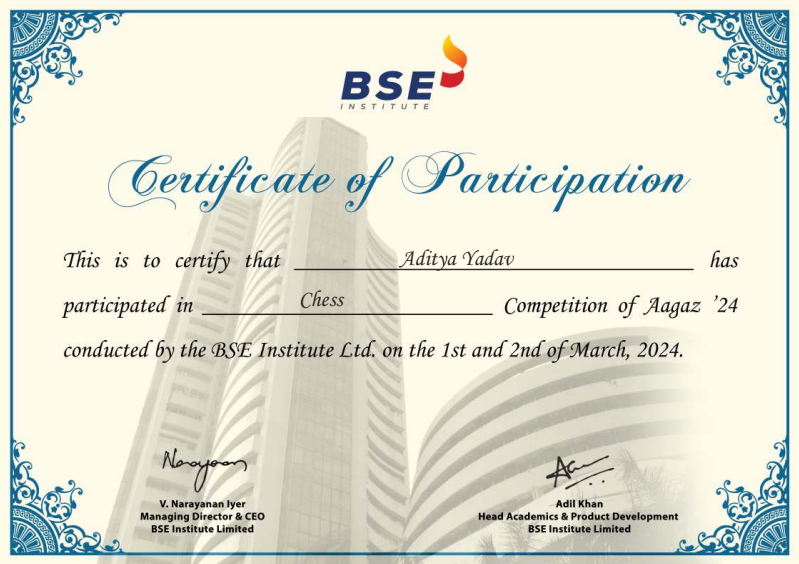 BSE
INSTITUTE
Certificate of Participation
This is to certify that Aditya Yadav has
participated in Chess Competition of Aagaz ’24
conducted by the BSE Institute Ltd. on the 1st and 2nd of March, 2024.
Narayanan
V. Narayanan Iyer
Managing Director & CEO
BSE Institute Limited
Adil Khan
Head Academics & Product Development
BSE Institute Limited